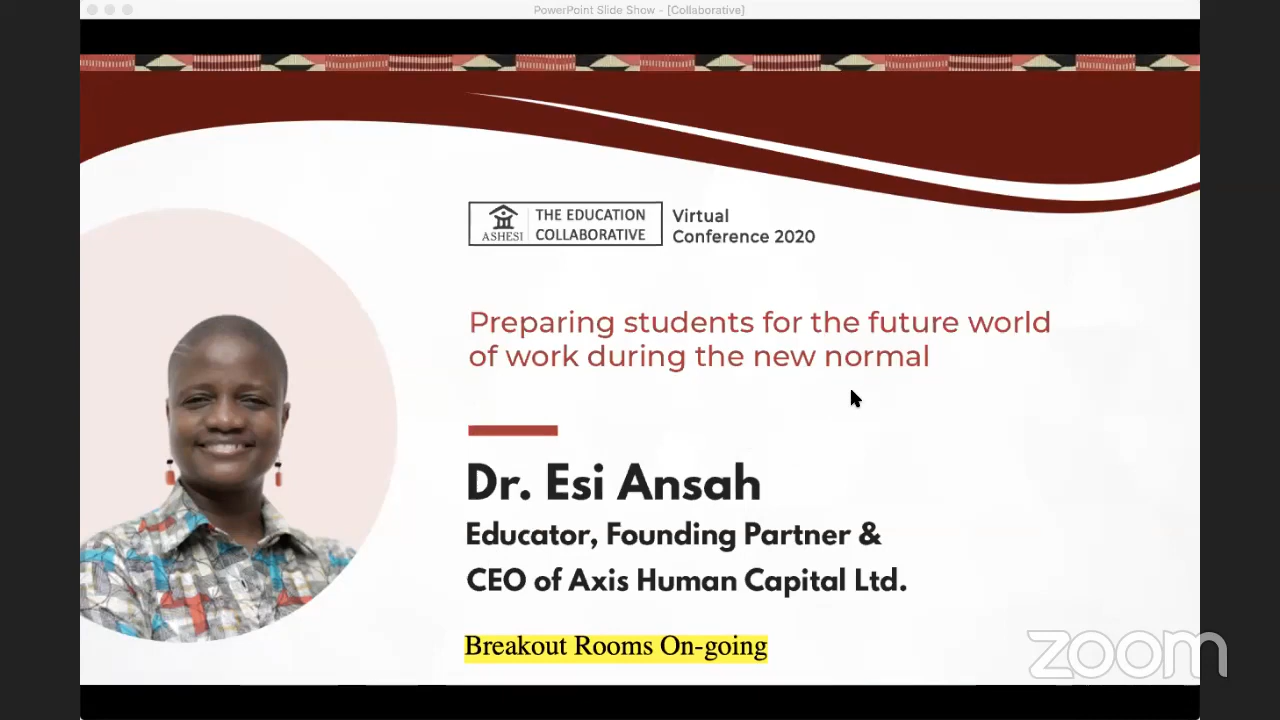 PowerPoint Slide Show - [Collaborative]
ASHESI
THE EDUCATION
COLLABORATIVE
Virtual
Conference 2020
Preparing students for the future world
of work during the new normal
Dr. Esi Ansah
Educator, Founding Partner &
CEO of Axis Human Capital Ltd.
Breakout Rooms On-going
zoom